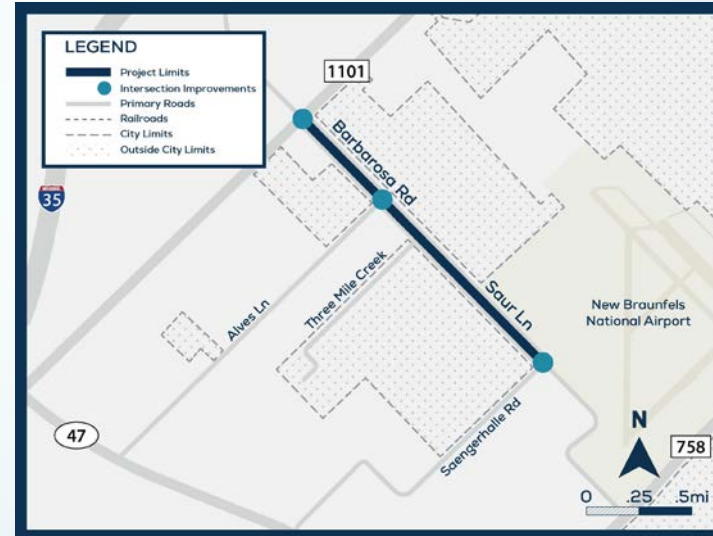 LEGEND
Project Limits
Intersection Improvements
Primary Roads
Railroads
City Limits
Outside City Limits
1101
35
Barbarosa Rd
Saur Ln
Three Mile Creek
Alves Ln
New Braunfels
National Airport
Saengerhalle Rd
47
N
758
0 .25 .5mi